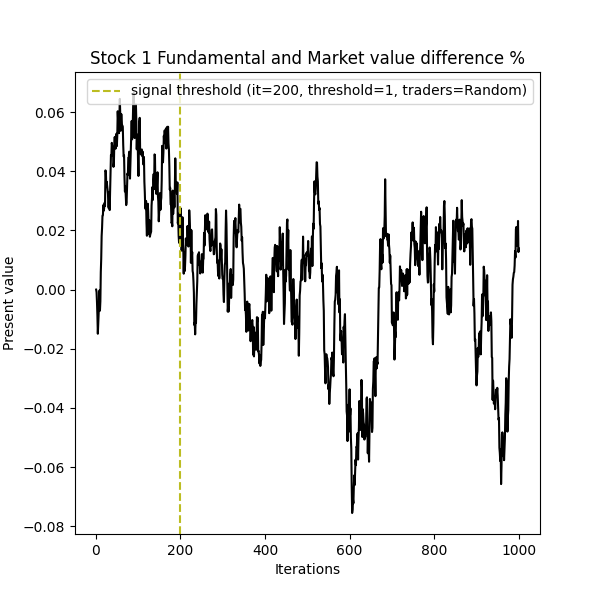 Stock 1 Fundamental and Market value difference %
signal threshold (it=200, threshold=1, traders=Random)
0.06
0.04
0.02
0.00
−0.02
−0.04
−0.06
−0.08
Present value
0 200 400 600 800 1000
Iterations